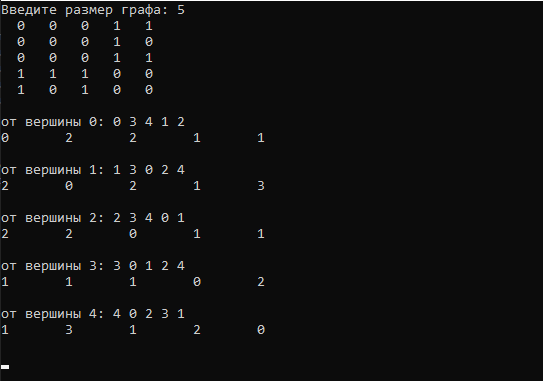 Введите размер графа: 5
0 0 0 1 1
0 0 0 1 0
0 0 0 1 1
1 1 1 0 0
1 0 1 0 0
от вершины 0: 0 3 4 1 2
0 2 2 1 1
от вершины 1: 1 3 0 2 4
2 0 2 1 3
от вершины 2: 2 3 4 0 1
2 2 0 1 1
от вершины 3: 3 0 1 2 4
1 1 1 0 2
от вершины 4: 4 0 2 3 1
1 3 1 2 0